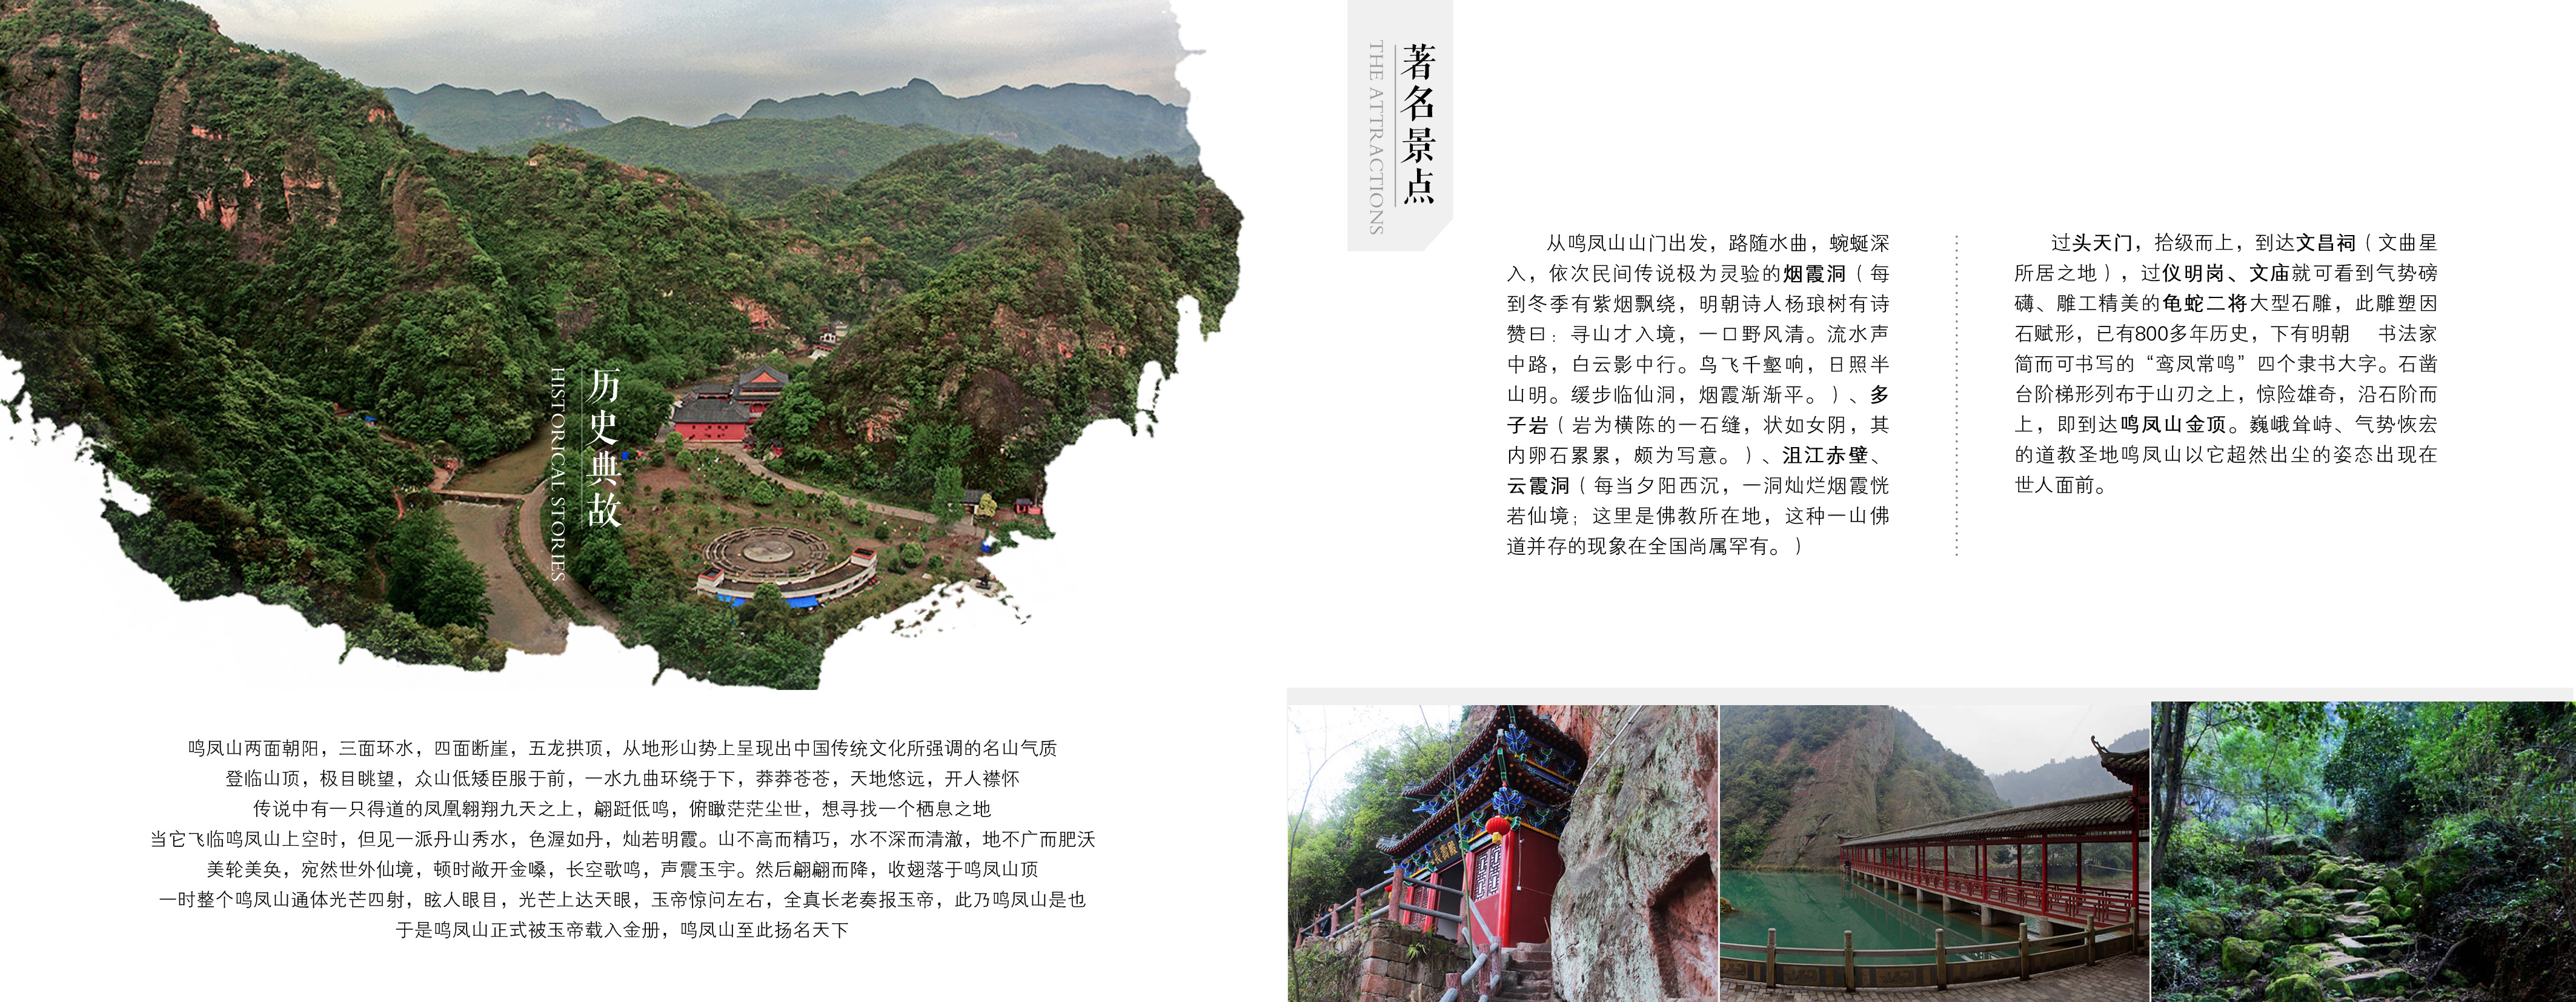 历史典故
HISTORICAL STORIES
鸣凤山两面朝阳，三面环水，四面断崖，五龙拱顶，从地形山势上呈现出中国传统文化所强调的名山气质
登临山顶，极目眺望，众山低矮臣服于前，一水九曲环绕于下，莽莽苍苍，天地悠远，开人襟怀
传说中有一只得道的凤凰翱翔九天之上，翩跹低鸣，俯瞰茫茫尘世，想寻找一个栖息之地
当它飞临鸣凤山上空时，但见一派丹山秀水，色渥如丹，灿若明霞。山不高而精巧，水不深而清澈，地不广而肥沃
美轮美奂，宛然世外仙境，顿时敞开金嗓，长空歌鸣，声震玉宇。然后翩翩而降，收翅落于鸣凤山顶
一时整个鸣凤山通体光芒四射，眩人眼目，光芒上达天眼，玉帝惊问左右，全真长老奏报玉帝，此乃鸣凤山是也
于是鸣凤山正式被玉帝载入金册，鸣凤山至此扬名天下
著名景点
THE ATTRACTIONS
从鸣凤山山门出发，路随水曲，蜿蜒深
入，依次民间传说极为灵验的烟霞洞（每
到冬季有紫烟飘绕，明朝诗人杨琅树有诗
赞曰：寻山才入境，一口野风清。流水声
中路，白云影中行。鸟飞千壑响，日照半
山明。缓步临仙洞，烟霞渐渐平。）、多
子岩（岩为横陈的一石缝，状如女阴，其
内卵石累累，颇为写意。）、沮江赤壁、
云霞洞（每当夕阳西沉，一洞灿烂烟霞恍
若仙境；这里是佛教所在地，这种一山佛
道并存的现象在全国尚属罕有。）
过头天门，拾级而上，到达文昌祠（文曲星
所居之地），过仪明岗、文庙就可看到气势磅
礴、雕工精美的龟蛇二将大型石雕，此雕塑因
石赋形，已有800多年历史，下有明朝　书法家
简而可书写的“鸾凤常鸣”四个隶书大字。石凿
台阶梯形列布于山刃之上，惊险雄奇，沿石阶而
上，即到达鸣凤山金顶。巍峨耸峙、气势恢宏
的道教圣地鸣凤山以它超然出尘的姿态出现在
世人面前。